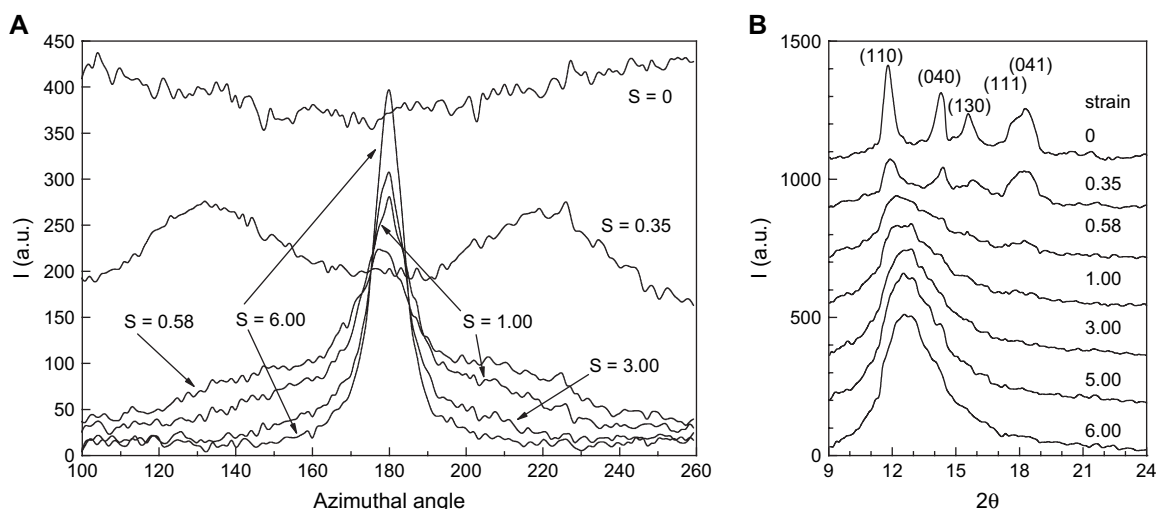 A
I (a.u.)
450
400
350
300
250
200
150
100
50
0
S = 0
S = 0.35
S = 0.58
S = 6.00
S = 1.00
S = 3.00
100 120 140 160 180 200 220 240 260
Azimuthal angle
B
I (a.u.)
1500
1000
500
0
(110)
(040)
(130)
(111)
(041)
strain
0
0.35
0.58
1.00
3.00
5.00
6.00
9 12 15 18 21 24
2θ